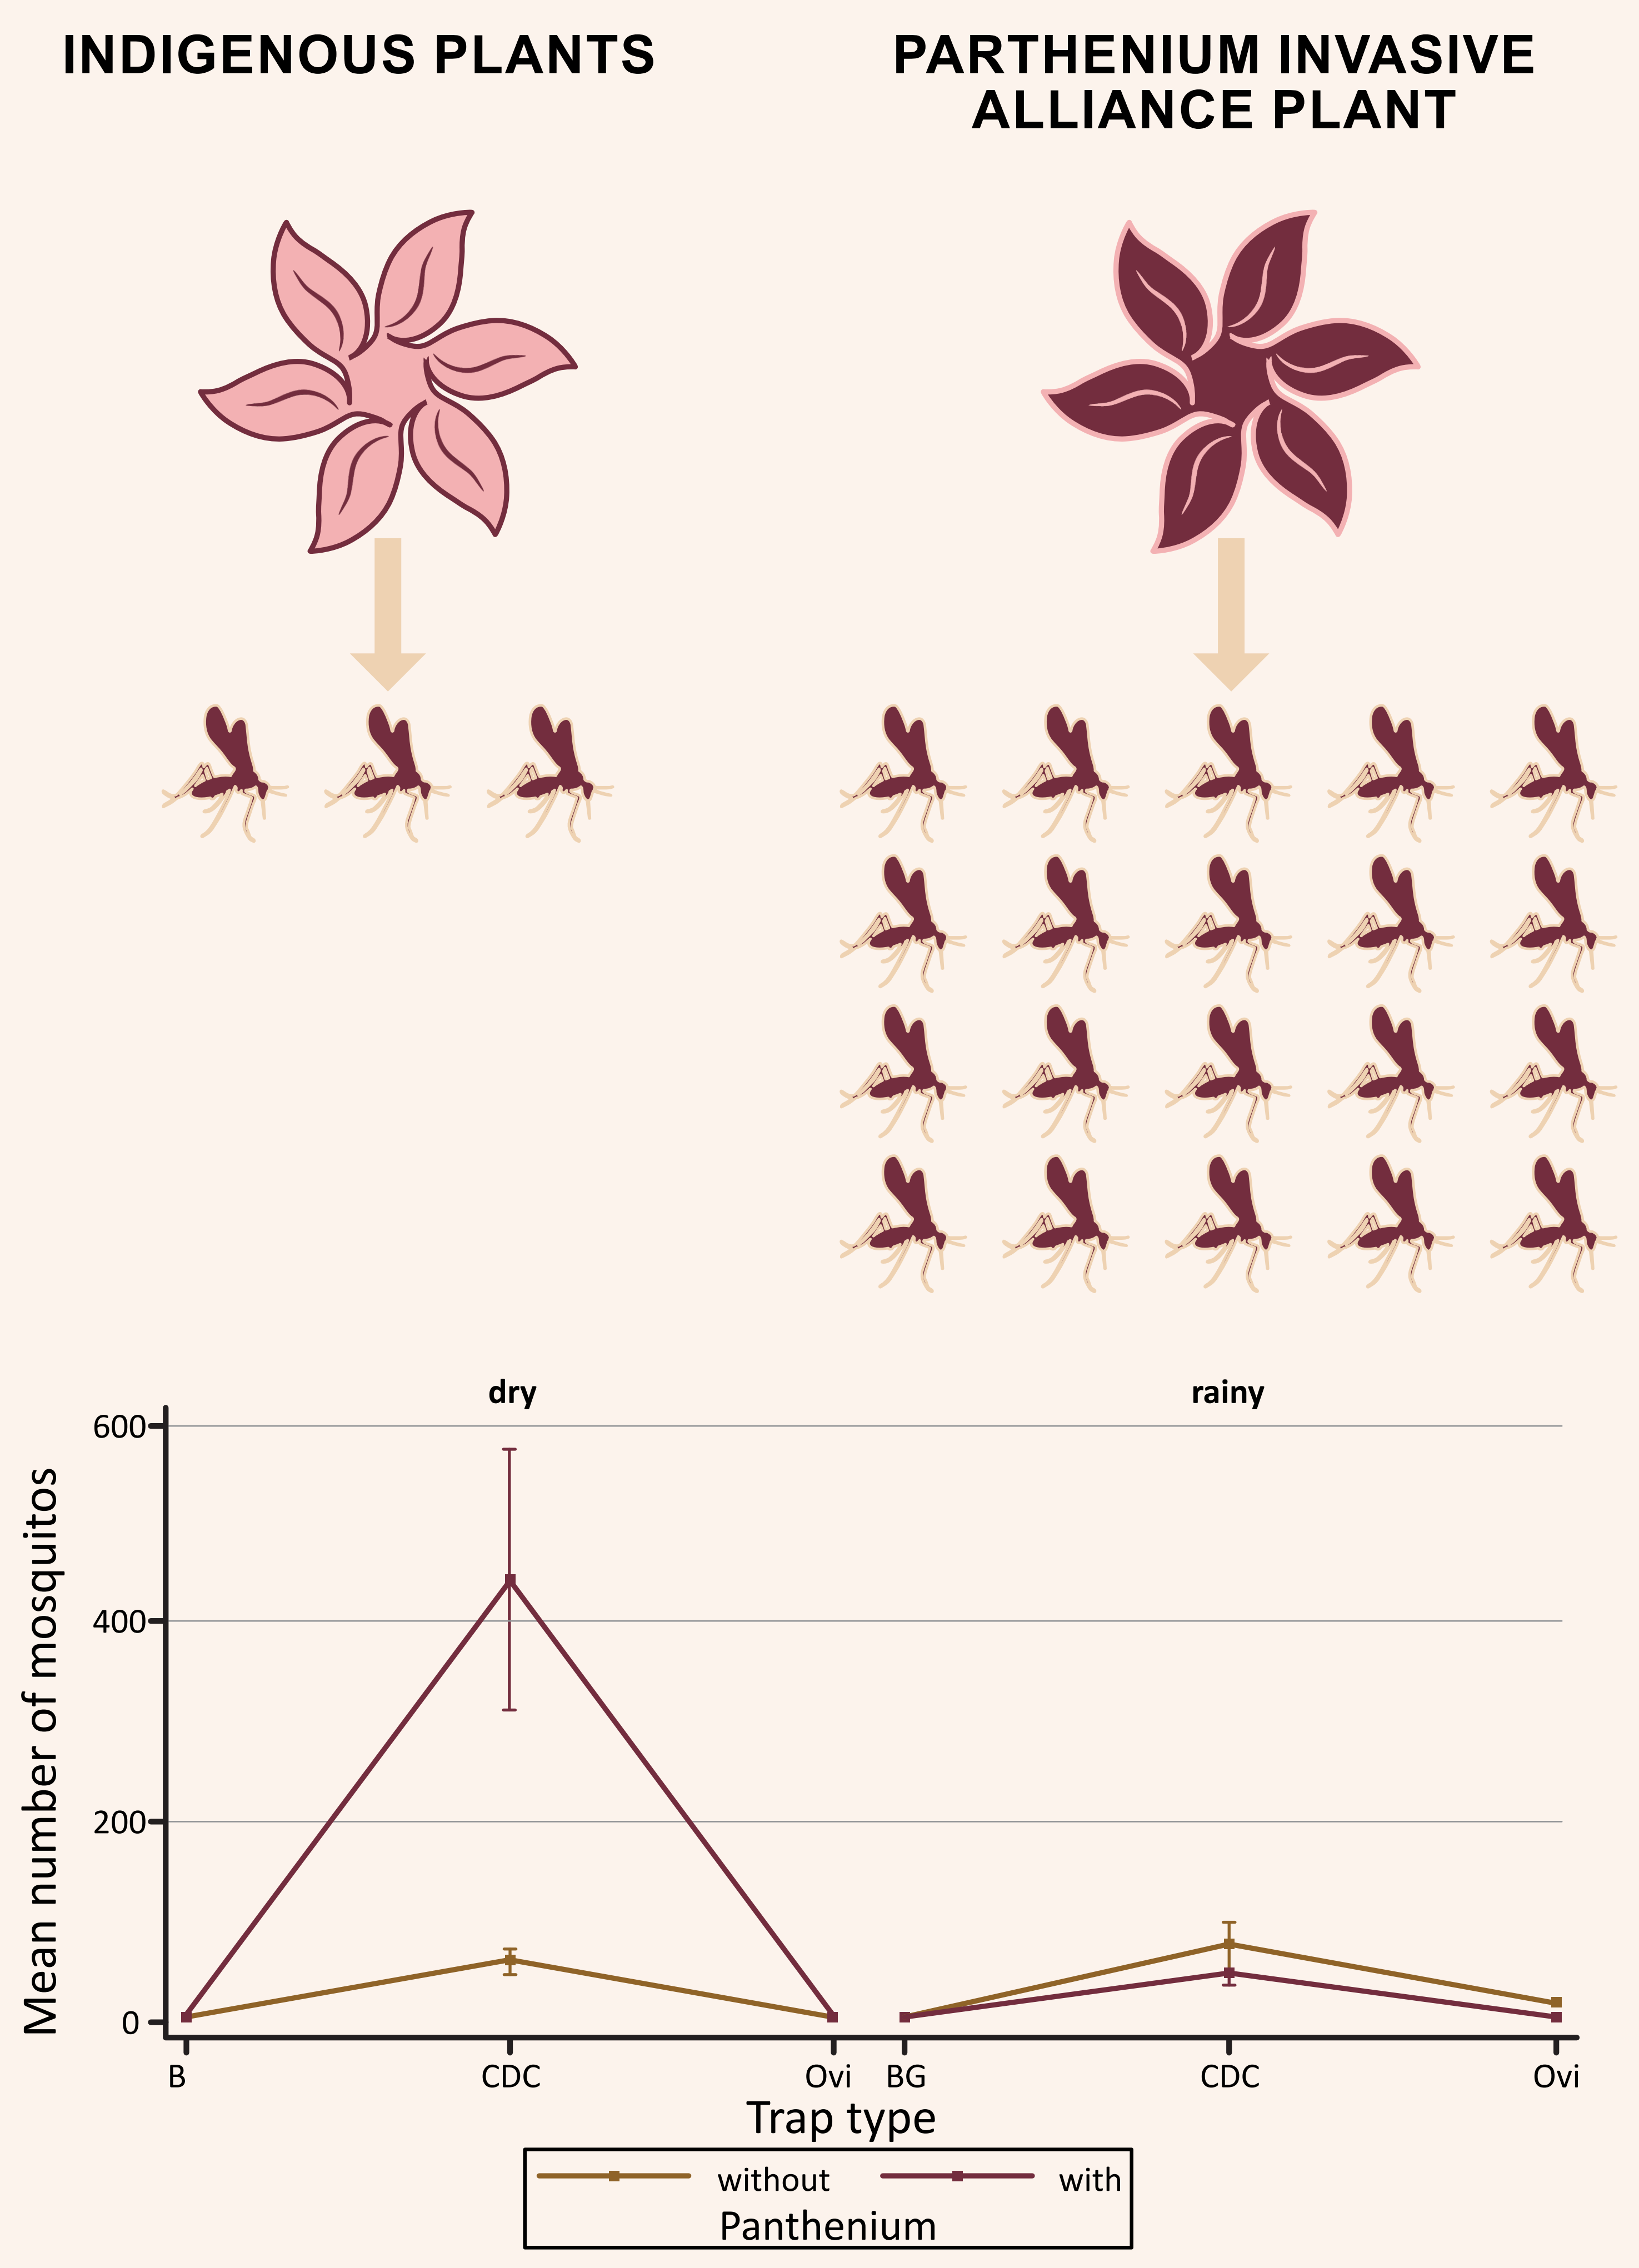 INDIGENOUS PLANTS
PARTHENIUM INVASIVE
ALLIANCE PLANT
dry
rainy
600
400
200
0
Mean number of mosquitos
B
CDC
Ovi
BG
CDC
Ovi
Trap type
without
with
Panthenium